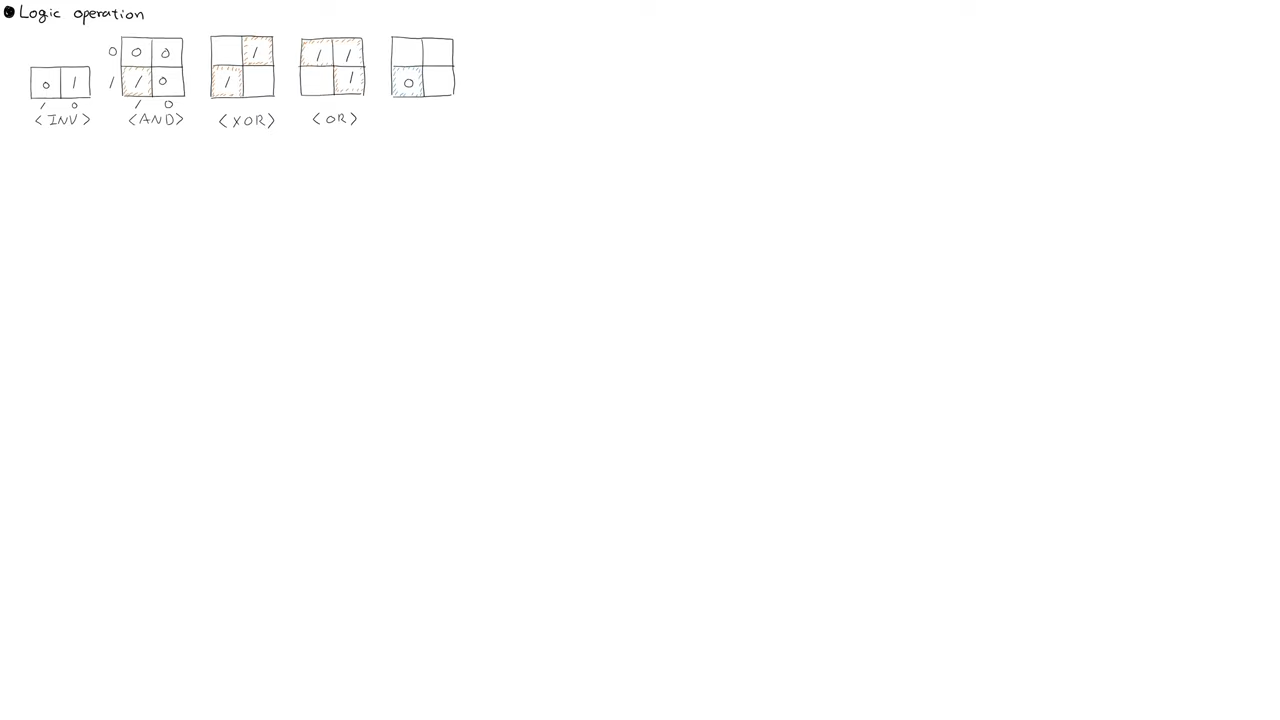 ● Logic operation
0 0 0 1 1 1
0 1 1 1 0 1 1 0
1 0 1 0
<INV> <AND> <XOR> <OR>